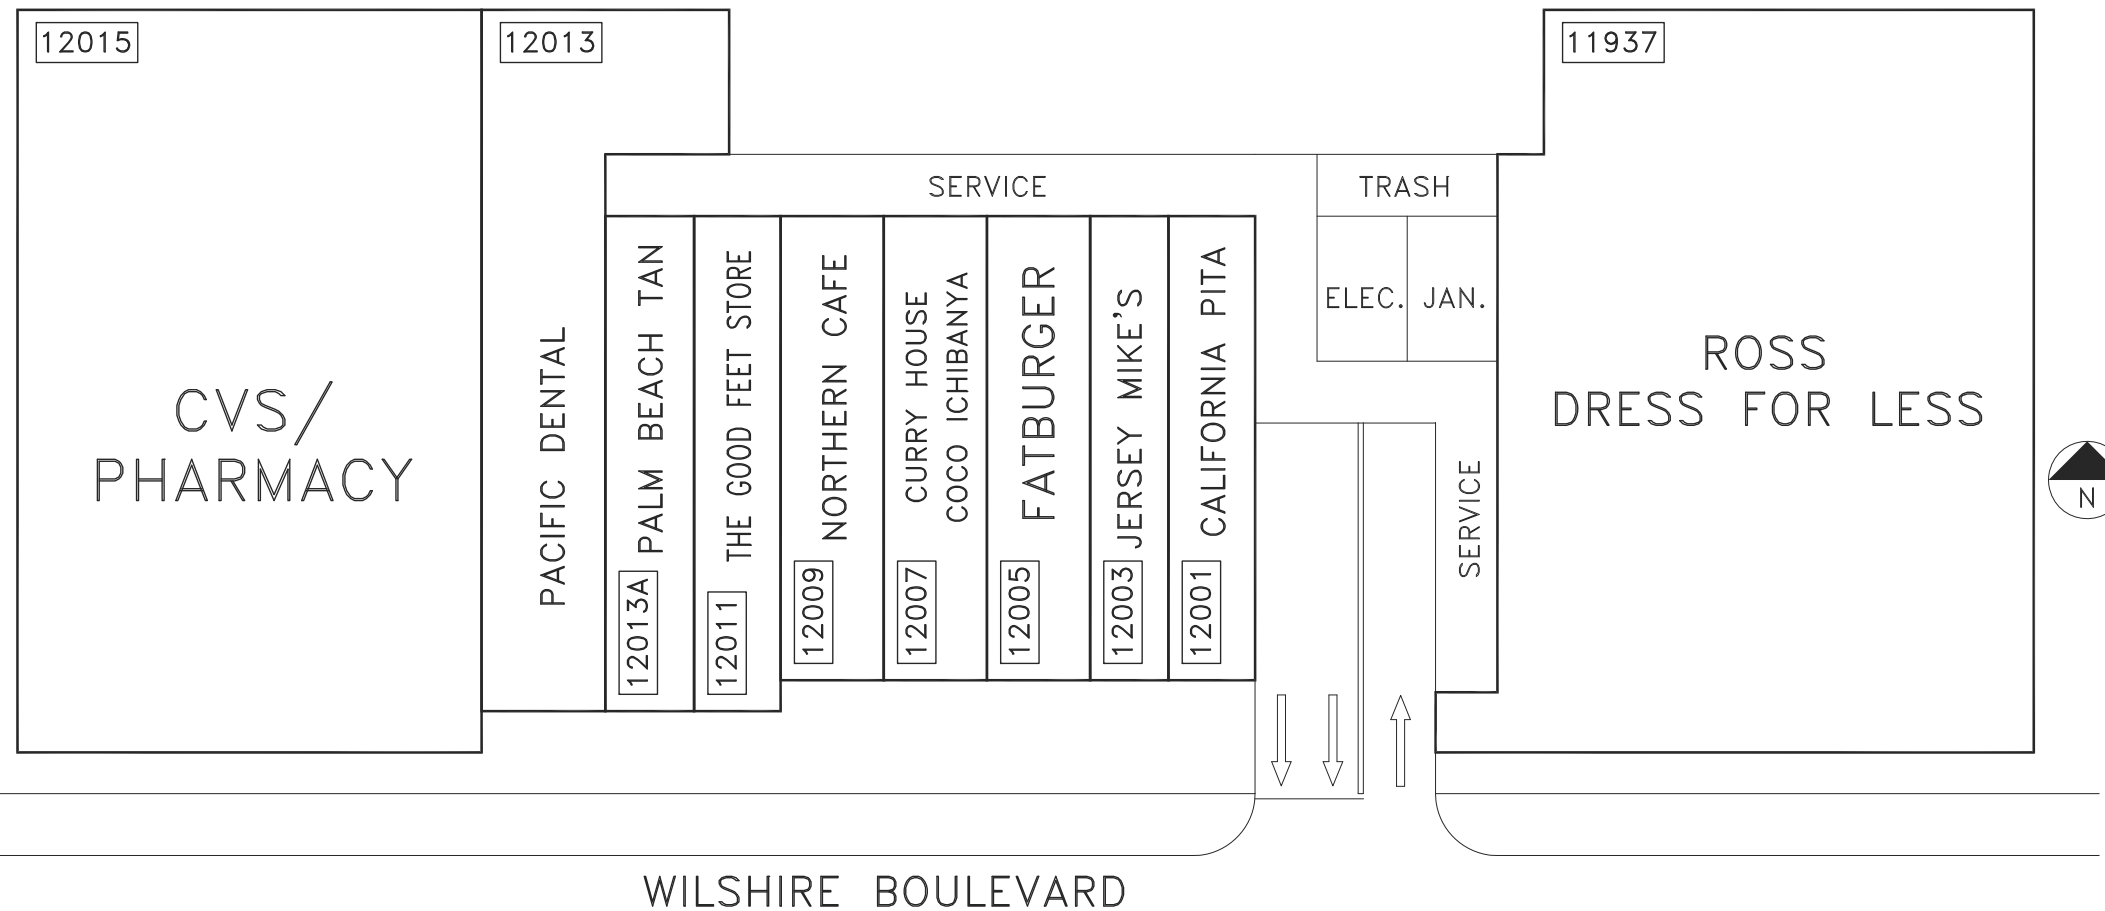 12015
CVS/
PHARMACY
12013
PACIFIC DENTAL
12013A
PALM BEACH TAN
12011
THE GOOD FEET STORE
12009
NORTHERN CAFE
12007
CURRY HOUSE
COCO ICHIBANYA
12005
FATBURGER
12003
JERSEY MIKE'S
12001
CALIFORNIA PITA
SERVICE
TRASH
ELEC.
JAN.
SERVICE
11937
ROSS
DRESS FOR LESS
N
WILSHIRE BOULEVARD